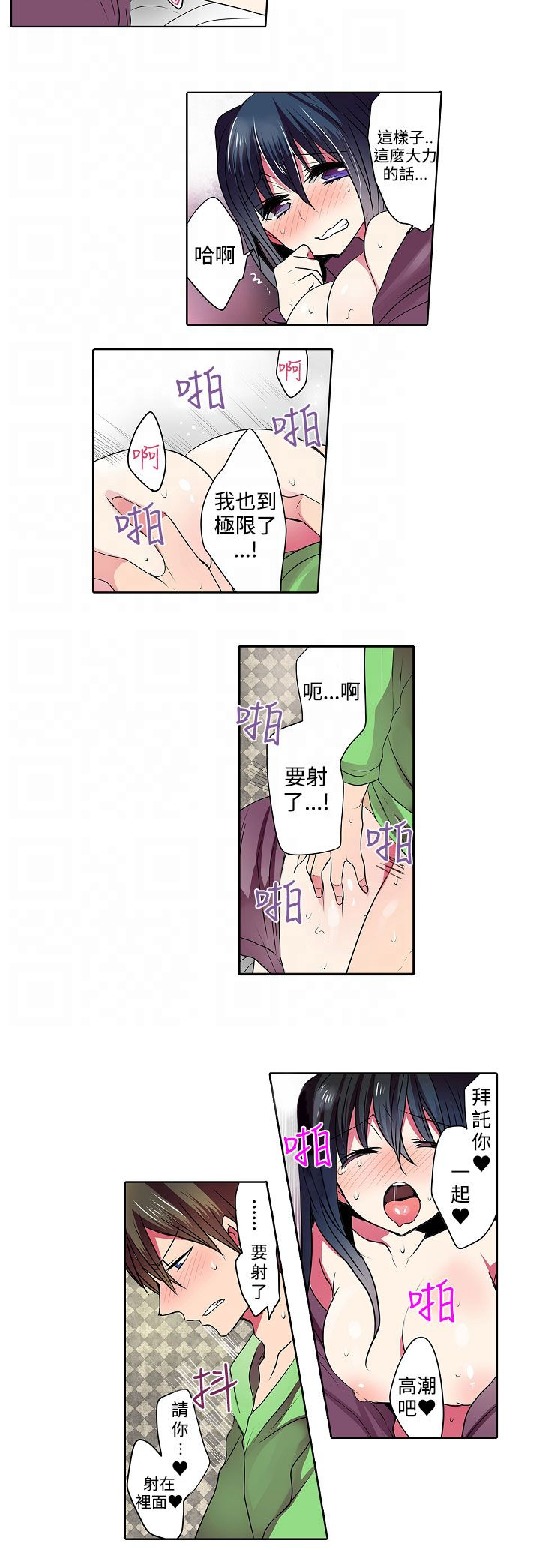 這樣子..
這麼大力
的話...
哈啊
啪
啊
啪
啊
啪
我也到
極限了
...!
呃...啊
啪
要射
了...!
啪
啪
拜託你♥
一起♥
啪
......要射了
啪
高潮
吧♥
抖
請你...♥
射在
裡面♥